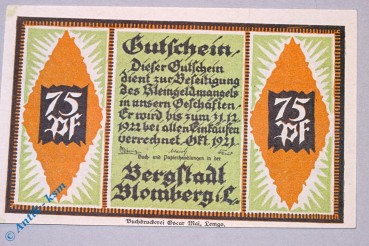 Gutschein
Dieser Gutschein
dient zur Beseitigung
des Kleingeldmangels
in unsern Geschäften.
Er wird bis zum 31.12.
1922 bei allen Einkäufen
verrechnet. Okt. 1921.
Buch- und Papierhandlungen in der
Bergstadt
Blomberg i/L.
75
Pf
75
Pf
Buchdruckerei Oscar Mai, Lemgo.